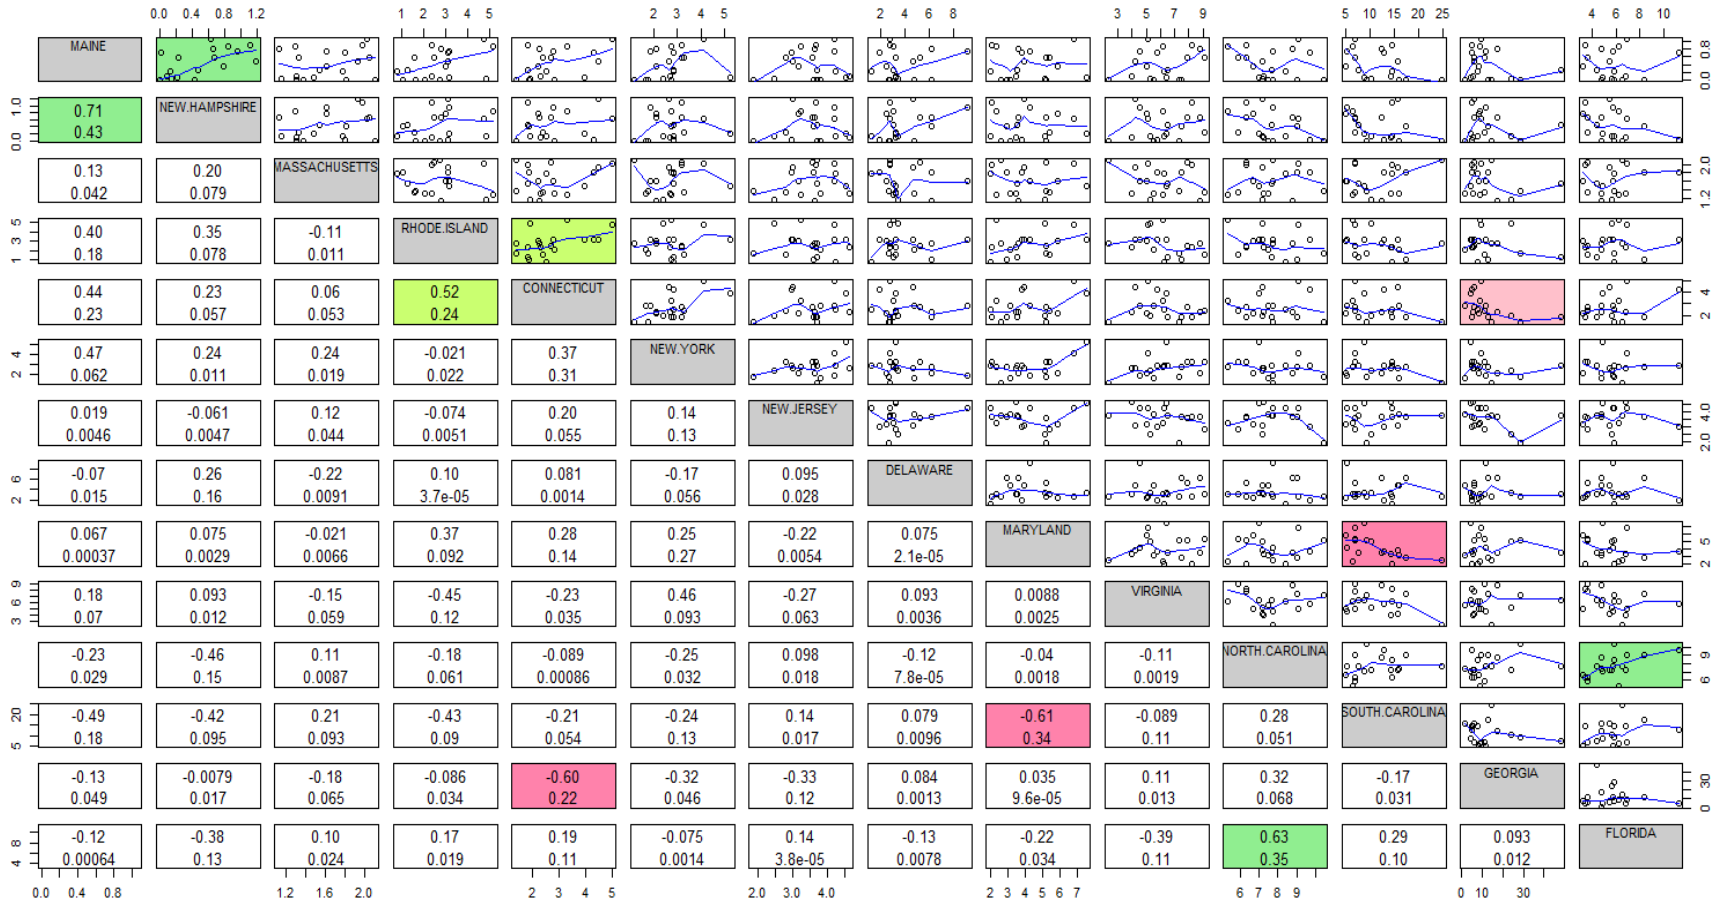 0.0 0.4 0.8 1.2 1 2 3 4 5 2 3 4 5 2 4 6 8 3 5 7 9 5 10 15 20 25 4 6 8 10
MAINE 0.0 0.4 0.8
0.0 1.0 0.71 NEW.HAMPSHIRE
0.43
0.13 0.20 MASSACHUSETTS 1.2 2.0
0.042 0.079
1 3 5 0.40 0.35 -0.11 RHODE.ISLAND
0.18 0.078 0.011
0.44 0.23 0.06 0.52 CONNECTICUT 2 4
0.23 0.057 0.053 0.24
2 4 0.47 0.24 0.24 -0.021 0.37 NEW.YORK
0.062 0.011 0.019 0.022 0.31
0.019 -0.061 0.12 -0.074 0.20 0.14 NEW.JERSEY 2.0 4.0
0.0046 0.0047 0.044 0.0051 0.055 0.13
2 6 -0.07 0.26 -0.22 0.10 0.081 -0.17 0.095 DELAWARE
0.015 0.16 0.0091 3.7e-05 0.0014 0.056 0.028
0.067 0.075 -0.021 0.37 0.28 0.25 -0.22 0.075 MARYLAND 2 5
0.00037 0.0029 0.0066 0.092 0.14 0.27 0.0054 2.1e-05
3 6 9 0.18 0.093 -0.15 -0.45 -0.23 0.46 -0.27 0.093 0.0088 VIRGINIA
0.07 0.012 0.059 0.12 0.035 0.093 0.063 0.0036 0.0025
-0.23 -0.46 0.11 -0.18 -0.089 -0.25 0.098 -0.12 -0.04 -0.11 NORTH.CAROLINA 6 9
0.029 0.15 0.0087 0.061 0.00086 0.032 0.018 7.8e-05 0.0018 0.0019
5 20 -0.49 -0.42 0.21 -0.43 -0.21 -0.24 0.14 0.079 -0.61 -0.089 0.28 SOUTH.CAROLINA
0.18 0.095 0.093 0.09 0.054 0.13 0.017 0.0096 0.34 0.11 0.051
-0.13 -0.0079 -0.18 -0.086 -0.60 -0.32 -0.33 0.084 0.035 0.11 0.32 -0.17 GEORGIA 0 10 30
0.049 0.017 0.065 0.034 0.22 0.046 0.12 0.0013 9.6e-05 0.013 0.068 0.031
4 8 -0.12 -0.38 0.10 0.17 0.19 -0.075 0.14 -0.13 -0.22 -0.39 0.63 0.29 0.093 FLORIDA
0.00064 0.13 0.024 0.019 0.11 0.0014 3.8e-05 0.0078 0.034 0.11 0.35 0.10 0.012
0.0 0.4 0.8 1.2 1.6 2.0 2 3 4 5 2.0 3.0 4.0 2 3 4 5 6 7 6 7 8 9 0 10 30